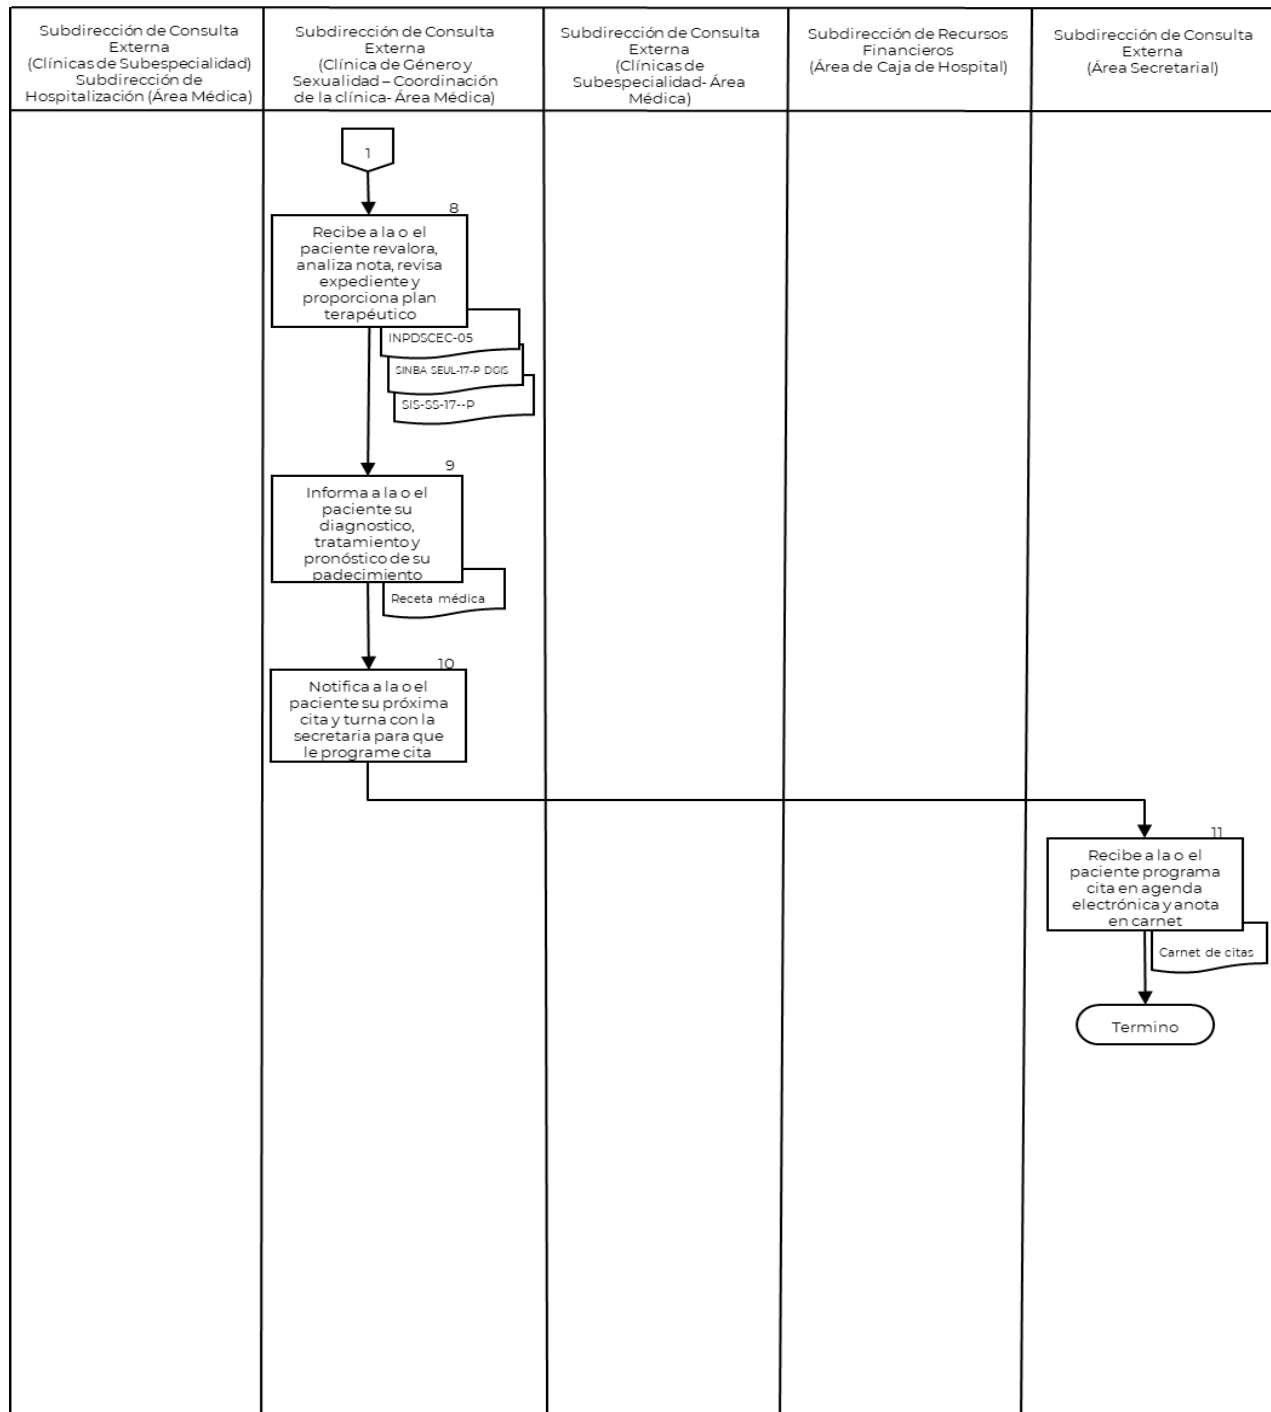 Subdirección de Consulta
Externa
(Clínicas de Subespecialidad)
Subdirección de
Hospitalización (Área Médica)
Subdirección de Consulta
Externa
(Clínica de Género y
Sexualidad – Coordinación
de la clínica- Área Médica)
Subdirección de Consulta
Externa
(Clínicas de
Subespecialidad- Área
Médica)
Subdirección de Recursos
Financieros
(Área de Caja de Hospital)
Subdirección de Consulta
Externa
(Área Secretarial)
1
8
Recibe a la o el
paciente revalora,
analiza nota, revisa
expediente y
proporciona plan
terapéutico
INPDSCEC-05
SINBA SEUL-17-P DGIS
SIS-SS-17--P
9
Informa a la o el
paciente su
diagnostico,
tratamiento y
pronóstico de su
padecimiento
Receta médica
10
Notifica a la o el
paciente su próxima
cita y turna con la
secretaria para que
le programe cita
11
Recibe a la o el
paciente programa
cita en agenda
electrónica y anota
en carnet
Carnet de citas
Termino